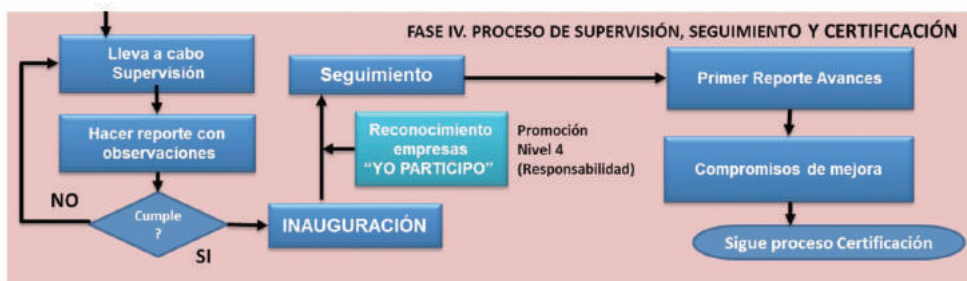 FASE IV. PROCESO DE SUPERVISIÓN, SEGUIMIENTO Y CERTIFICACIÓN
Lleva a cabo
Supervisión
Hacer reporte con
observaciones
NO
Cumple
?
SI
INAUGURACIÓN
Seguimiento
Reconocimiento
empresas
“YO PARTICIPO”
Promoción
Nivel 4
(Responsabilidad)
Primer Reporte Avances
Compromisos de mejora
Sigue proceso Certificación